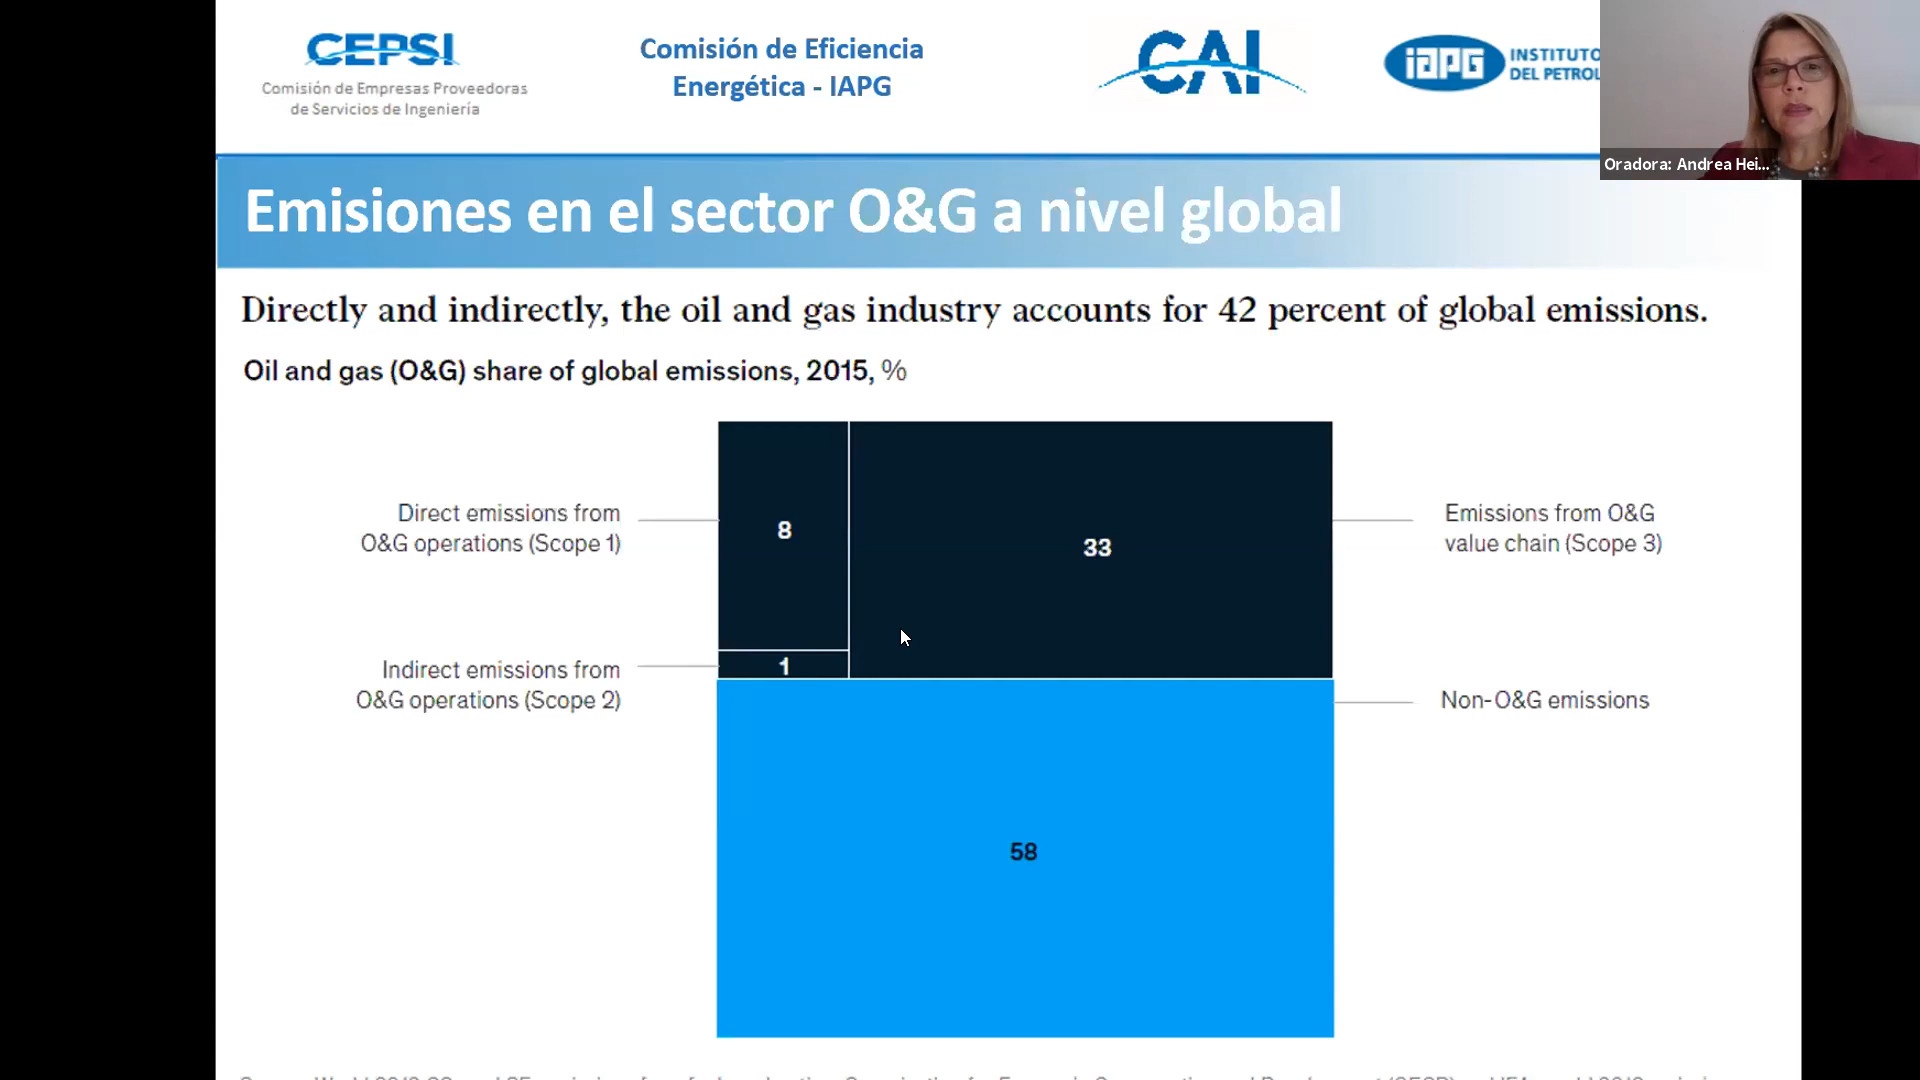 CEPSI
Comisión de Empresas Proveedoras
de Servicios de Ingeniería
Comisión de Eficiencia
Energética - IAPG
CAI
iapg
INSTITUTO
DEL PETROL
Oradora: Andrea Hei...
Emisiones en el sector O&G a nivel global
Directly and indirectly, the oil and gas industry accounts for 42 percent of global emissions.
Oil and gas (O&G) share of global emissions, 2015, %
Direct emissions from
O&G operations (Scope 1)
8
33
Emissions from O&G
value chain (Scope 3)
Indirect emissions from
O&G operations (Scope 2)
1
Non-O&G emissions
58